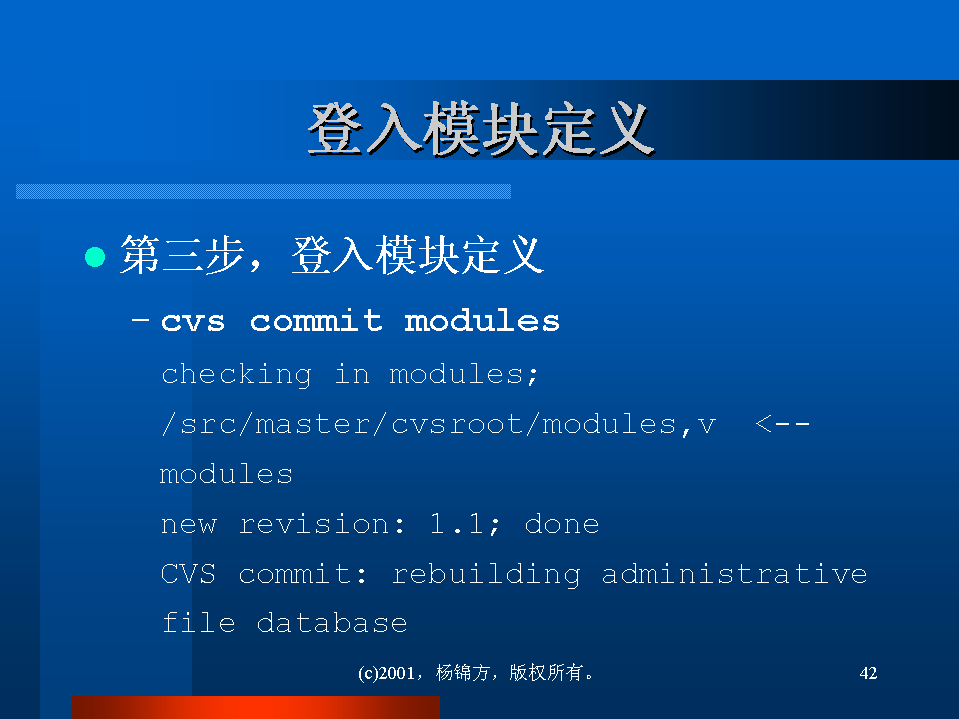 登入模块定义
第三步，登入模块定义
– cvs commit modules
checking in modules;
/src/master/cvsroot/modules,v <--
modules
new revision: 1.1; done
CVS commit: rebuilding administrative
file database
(c)2001，杨锦方，版权所有。
42